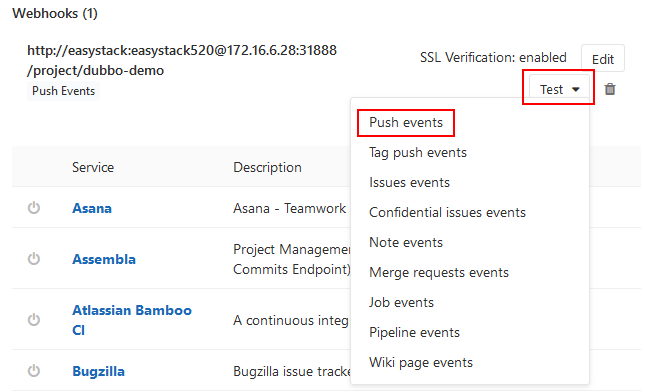 Webhooks (1)
http://easystack:easystack520@172.16.6.28:31888
/project/dubbo-demo
Push Events
SSL Verification: enabled
Edit
Test
Push events
Tag push events
Issues events
Confidential issues events
Note events
Merge requests events
Job events
Pipeline events
Wiki page events
Service
Description
Asana
Asana - Teamwork
Assembla
Project Management
Commits Endpoint)
Atlassian Bamboo
CI
A continuous integ
Bugzilla
Bugzilla issue tracke